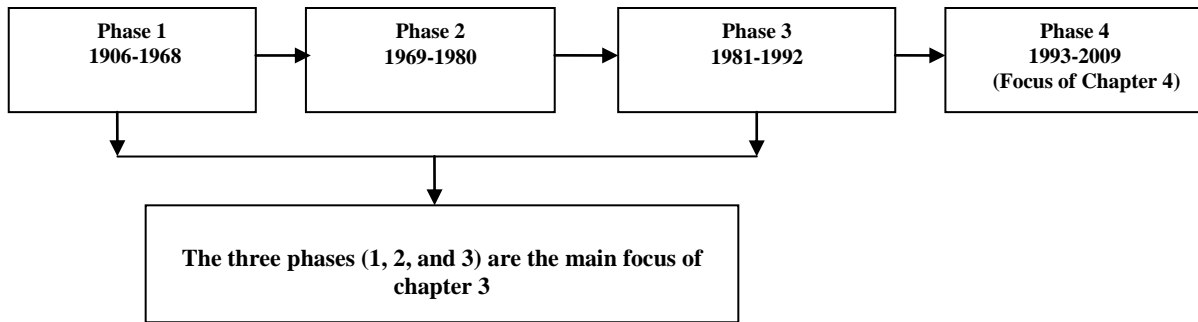 Phase 1
1906-1968
Phase 2
1969-1980
Phase 3
1981-1992
Phase 4
1993-2009
(Focus of Chapter 4)
The three phases (1, 2, and 3) are the main focus of
chapter 3